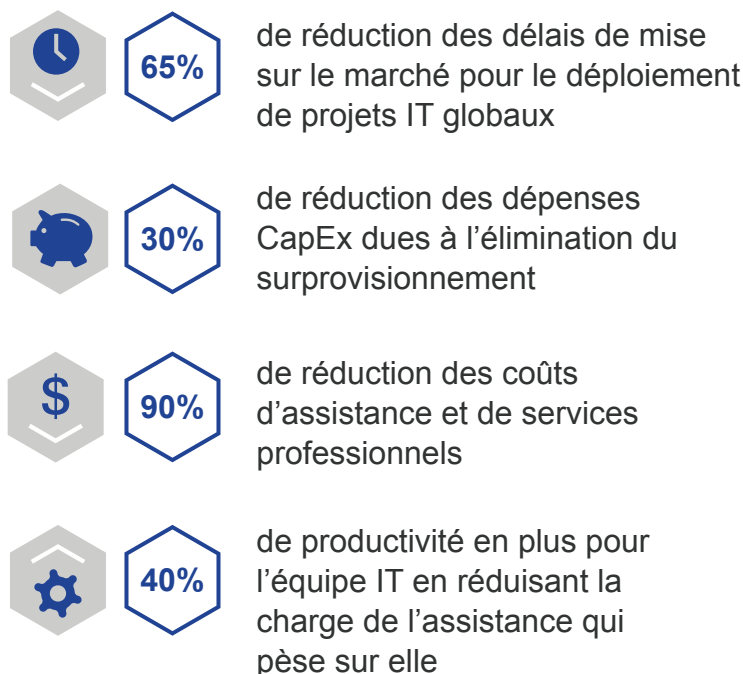 65%
de réduction des délais de mise
sur le marché pour le déploiement
de projets IT globaux
30%
de réduction des dépenses
CapEx dues à l’élimination du
surprovisionnement
$
90%
de réduction des coûts
d’assistance et de services
professionnels
40%
de productivité en plus pour
l’équipe IT en réduisant la
charge de l’assistance qui
pèse sur elle